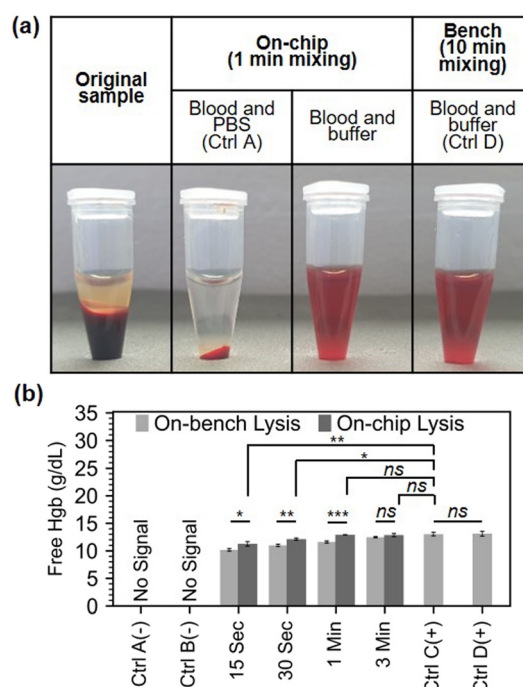 (a)
Original
sample
On-chip
(1 min mixing)
Bench
(10 min
mixing)
Blood and
PBS
(Ctrl A)
Blood and
buffer
Blood and
buffer
(Ctrl D)
(b)
Free Hgb (g/dL)
35
30
25
20
15
10
5
0
On-bench Lysis
On-chip Lysis
**
*
ns
ns
*
**
***
ns
ns
No Signal
No Signal
Ctrl A(-)
Ctrl B(-)
15 Sec
30 Sec
1 Min
3 Min
Ctrl C(+)
Ctrl D(+)